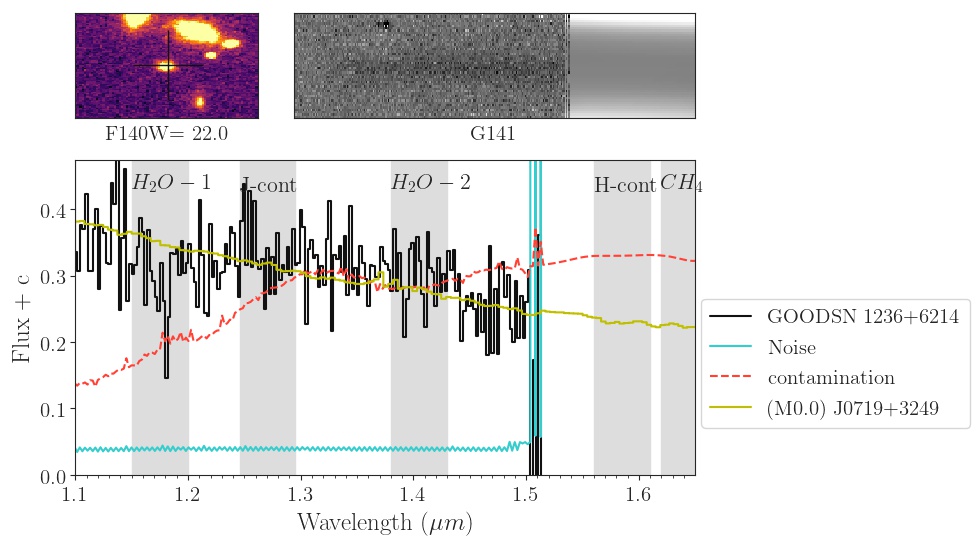 F140W= 22.0
G141
H₂O − 1
J-cont
H₂O − 2
H-cont
CH₄
0.4
0.3
0.2
0.1
0.0
Flux + c
1.1
1.2
1.3
1.4
1.5
1.6
Wavelength (μm)
GOODSN 1236+6214
Noise
contamination
(M0.0) J0719+3249